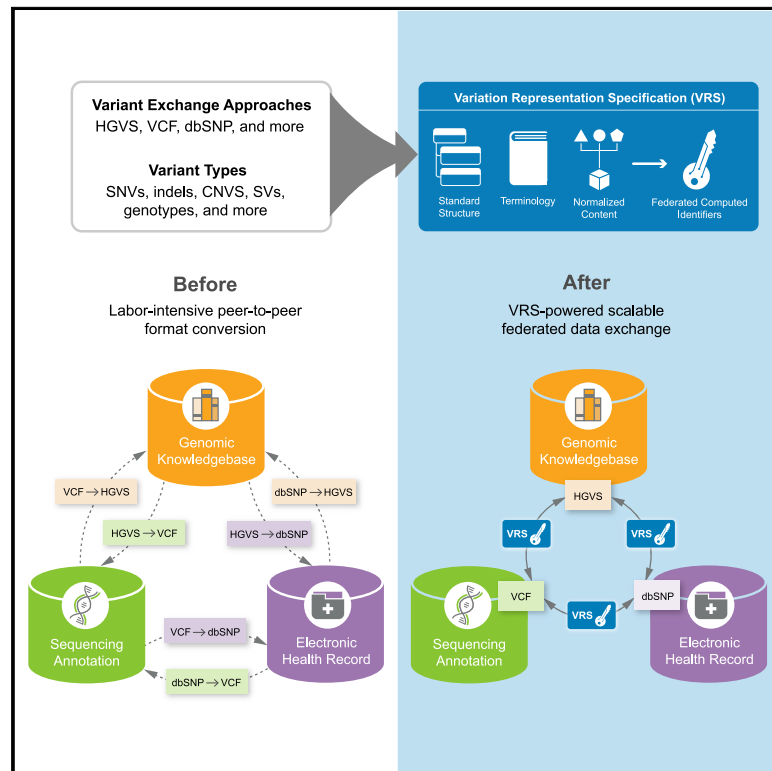 Variant Exchange Approaches
HGVS, VCF, dbSNP, and more
Variant Types
SNVs, indels, CNVS, SVs,
genotypes, and more
Variation Representation Specification (VRS)
Standard
Structure
Terminology
Normalized
Content
Federated Computed
Identifiers
Before
Labor-intensive peer-to-peer
format conversion
Genomic
Knowledgebase
VCF → HGVS
dbSNP → HGVS
HGVS → VCF
HGVS → dbSNP
Sequencing
Annotation
VCF → dbSNP
dbSNP → VCF
Electronic
Health Record
After
VRS-powered scalable
federated data exchange
Genomic
Knowledgebase
HGVS
VRS
VRS
VCF
VRS
dbSNP
Sequencing
Annotation
Electronic
Health Record